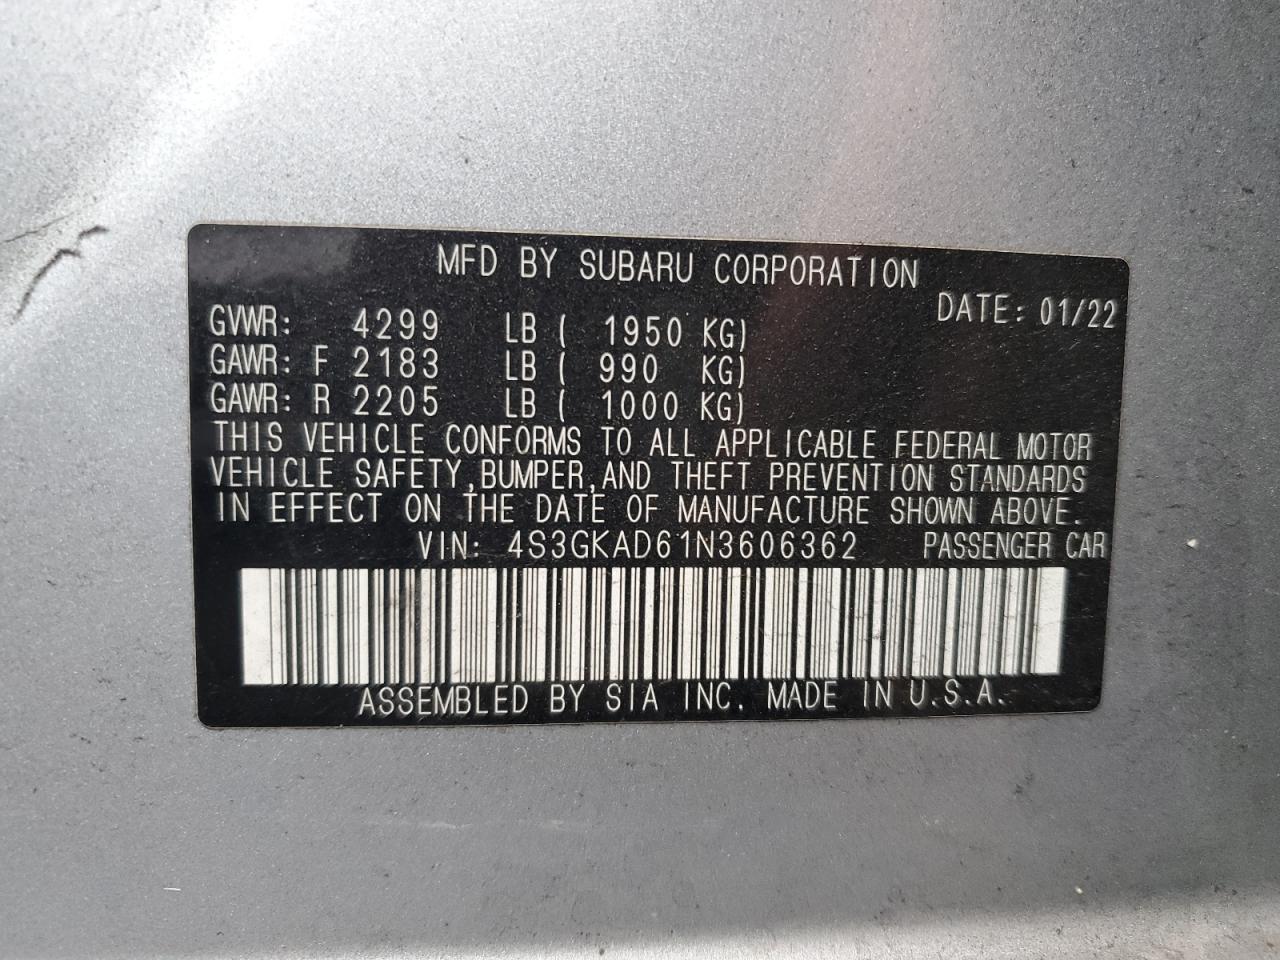 MFD BY SUBARU CORPORATION
DATE: 01/22
GVWR: 4299 LB ( 1950 KG)
GAWR: F 2183 LB ( 990 KG)
GAWR: R 2205 LB ( 1000 KG)
THIS VEHICLE CONFORMS TO ALL APPLICABLE FEDERAL MOTOR
VEHICLE SAFETY,BUMPER,AND THEFT PREVENTION STANDARDS
IN EFFECT ON THE DATE OF MANUFACTURE SHOWN ABOVE.
VIN: 4S3GKAD61N3606362 PASSENGER CAR
ASSEMBLED BY SIA INC. MADE IN U.S.A.